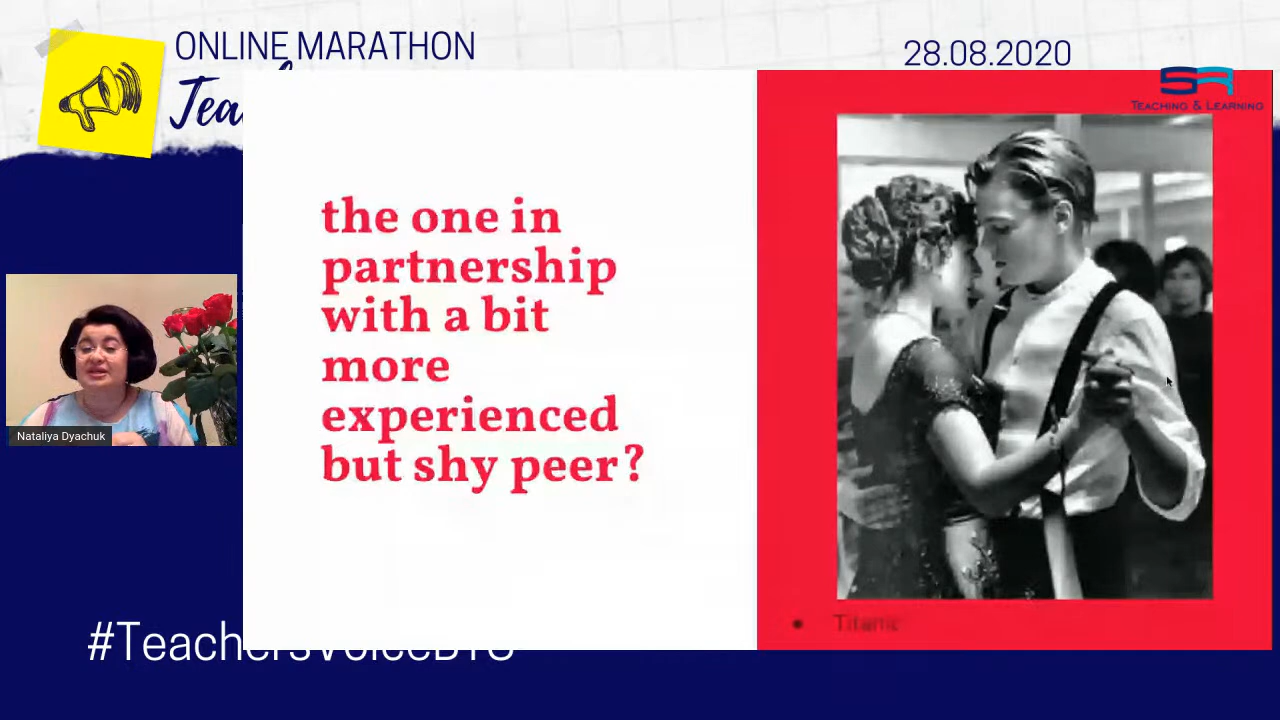 ONLINE MARATHON
28.08.2020
TEACHING & LEARNING
the one in
partnership
with a bit
more
experienced
but shy peer?
Nataliya Dyachuk
• Titanic